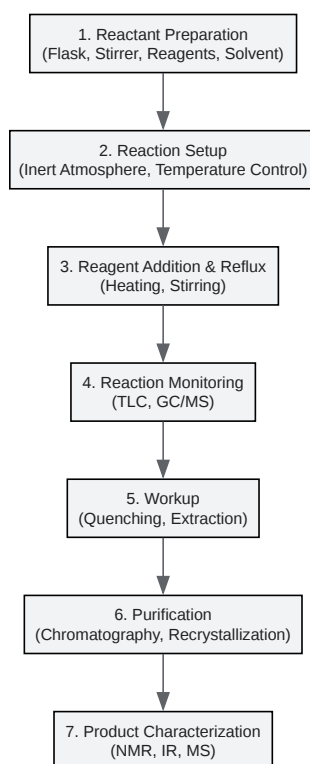 1. Reactant Preparation
(Flask, Stirrer, Reagents, Solvent)
2. Reaction Setup
(Inert Atmosphere, Temperature Control)
3. Reagent Addition & Reflux
(Heating, Stirring)
4. Reaction Monitoring
(TLC, GC/MS)
5. Workup
(Quenching, Extraction)
6. Purification
(Chromatography, Recrystallization)
7. Product Characterization
(NMR, IR, MS)